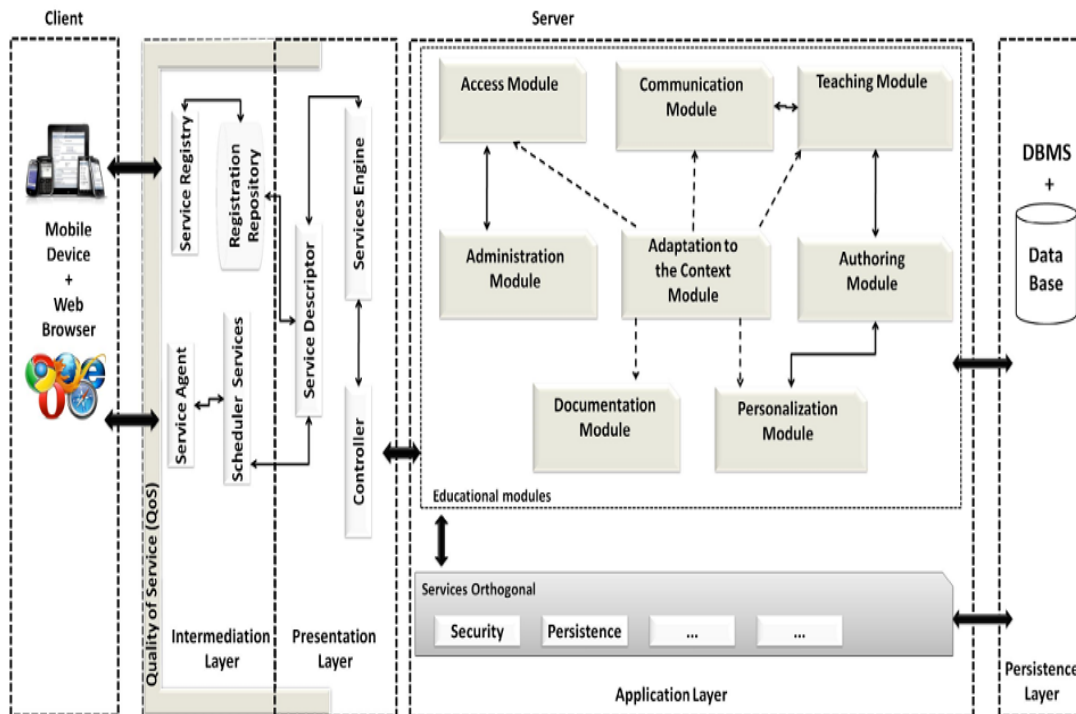 Client
Server
Mobile
Device
+
Web
Browser
Quality of Service (QoS)
Service Registry
Registration
Repository
Service Agent
Scheduler Services
Intermediation
Layer
Service Descriptor
Services Engine
Controller
Presentation
Layer
Access Module
Communication
Module
Teaching Module
Administration
Module
Adaptation to
the Context
Module
Authoring
Module
Documentation
Module
Personalization
Module
Educational modules
Services Orthogonal
Security
Persistence
...
...
Application Layer
DBMS
+
Data
Base
Persistence
Layer